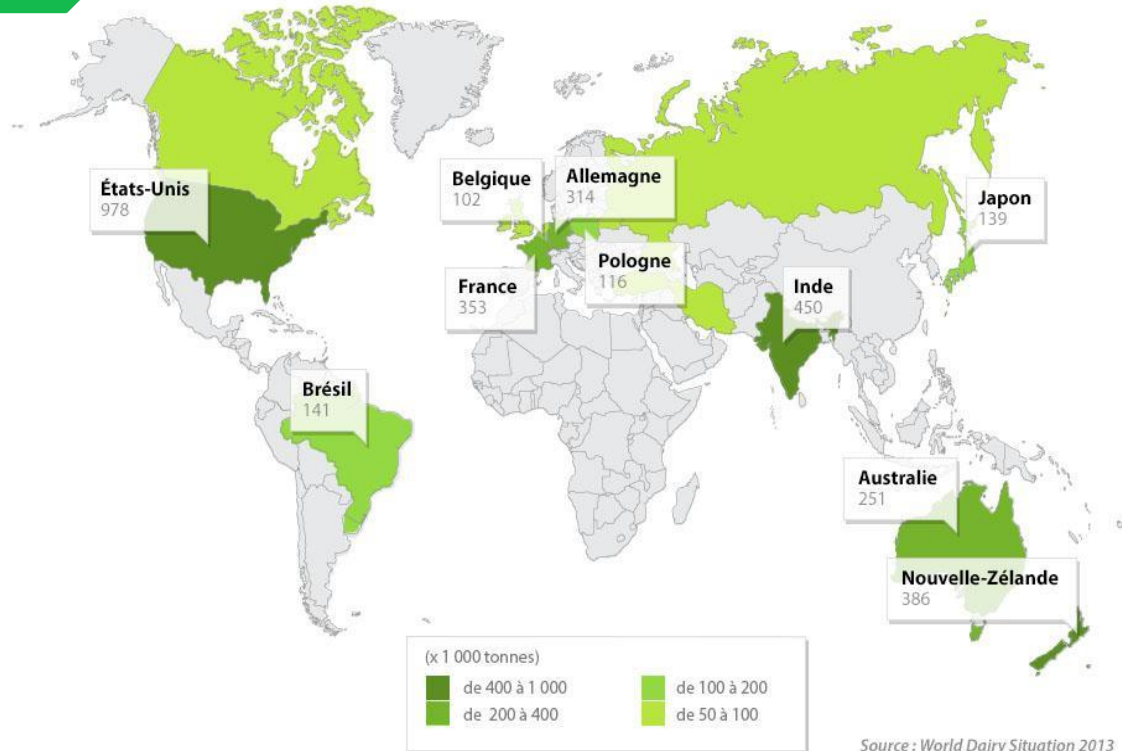 États-Unis
978
Belgique
102
Allemagne
314
Japon
139
France
353
Pologne
116
Inde
450
Brésil
141
Australie
251
Nouvelle-Zélande
386
(x 1 000 tonnes)
de 400 à 1 000
de 200 à 400
de 100 à 200
de 50 à 100
Source : World Dairy Situation 2013